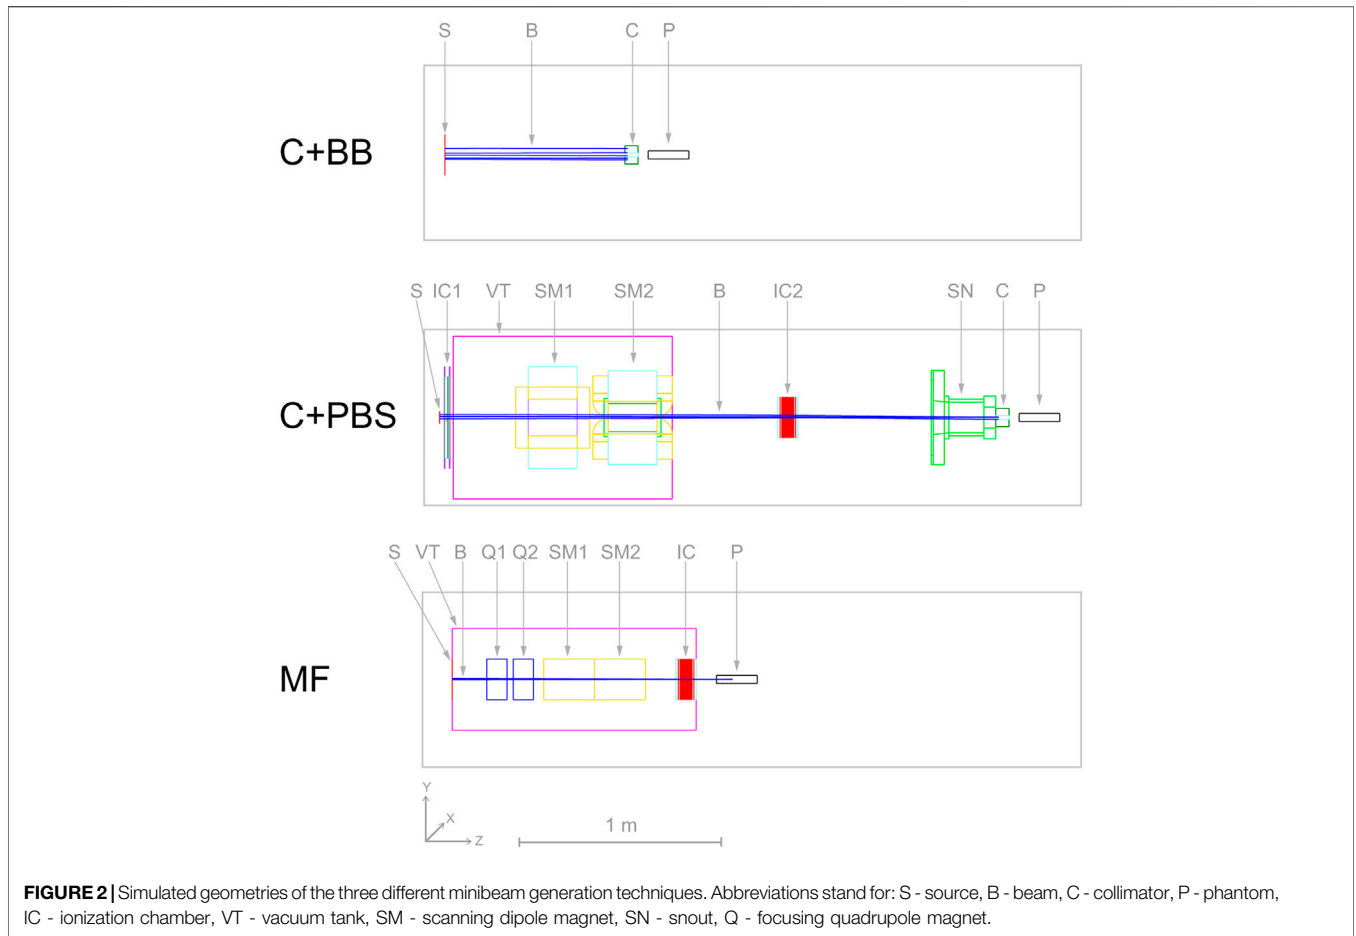 S B C P
C+BB
S IC1 VT SM1 SM2 B IC2 SN C P
C+PBS
S VT B Q1 Q2 SM1 SM2 IC P
MF
Y
X
Z
1 m
FIGURE 2 | Simulated geometries of the three different minibeam generation techniques. Abbreviations stand for: S - source, B - beam, C - collimator, P - phantom,
IC - ionization chamber, VT - vacuum tank, SM - scanning dipole magnet, SN - snout, Q - focusing quadrupole magnet.